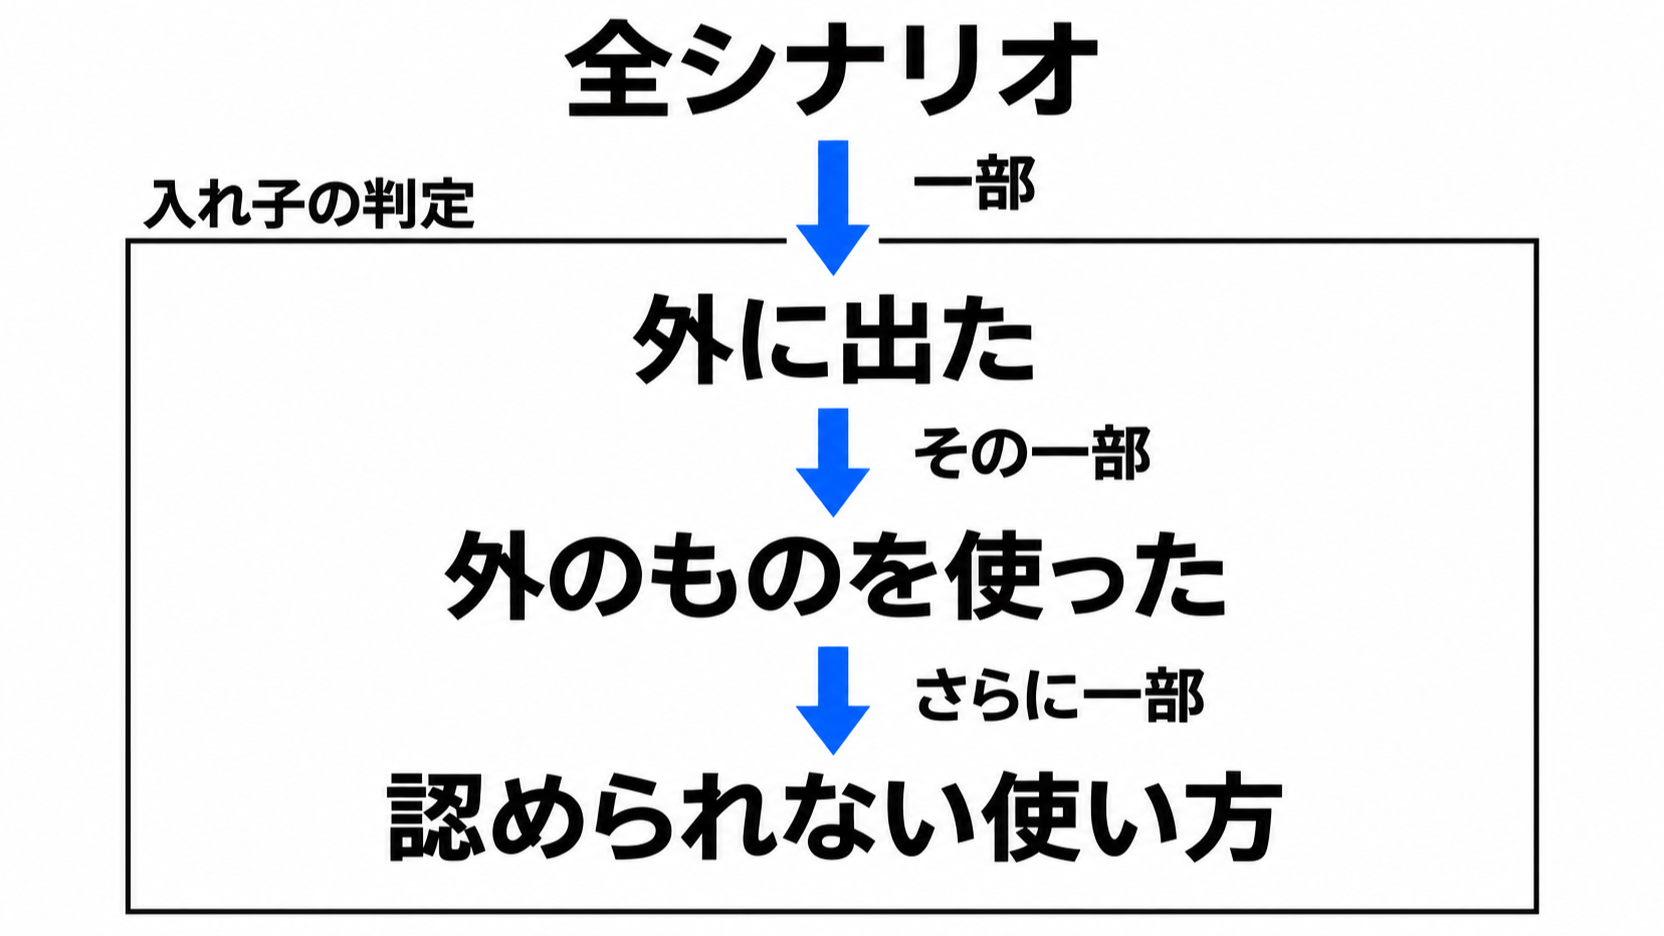 全シナリオ
一部
入れ子の判定
外に出た
その一部
外のものを使った
さらに一部
認められない使い方